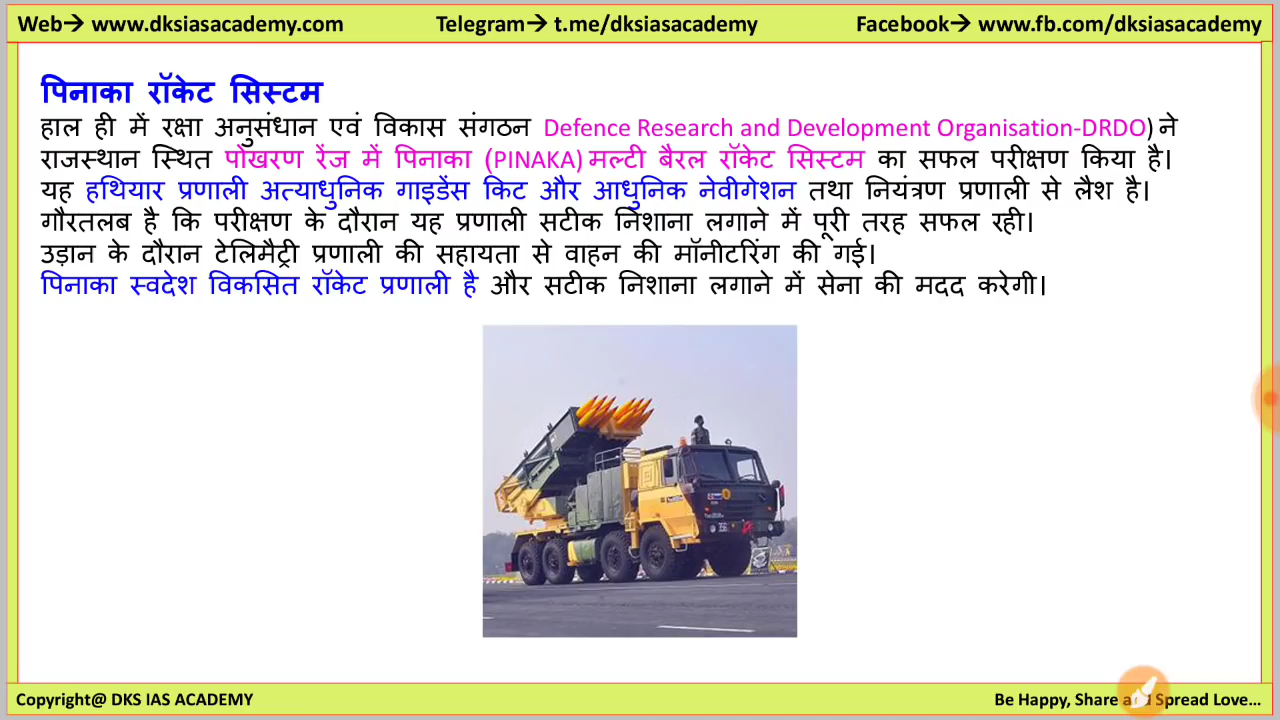 Web→ www.dksiasacademy.com Telegram→ t.me/dksiasacademy Facebook→ www.fb.com/dksiasacademy
पिनाका रॉकेट सिस्टम
हाल ही में रक्षा अनुसंधान एवं विकास संगठन Defence Research and Development Organisation-DRDO) ने
राजस्थान स्थित पोखरण रेंज में पिनाका (PINAKA) मल्टी बैरल रॉकेट सिस्टम का सफल परीक्षण किया है।
यह हथियार प्रणाली अत्याधुनिक गाइडेंस किट और आधुनिक नेवीगेशन तथा नियंत्रण प्रणाली से लैश है।
गौरतलब है कि परीक्षण के दौरान यह प्रणाली सटीक निशाना लगाने में पूरी तरह सफल रही।
उड़ान के दौरान टेलिमैट्री प्रणाली की सहायता से वाहन की मॉनीटरिंग की गई।
पिनाका स्वदेश विकसित रॉकेट प्रणाली है और सटीक निशाना लगाने में सेना की मदद करेगी।
Copyright@ DKS IAS ACADEMY Be Happy, Share and Spread Love...